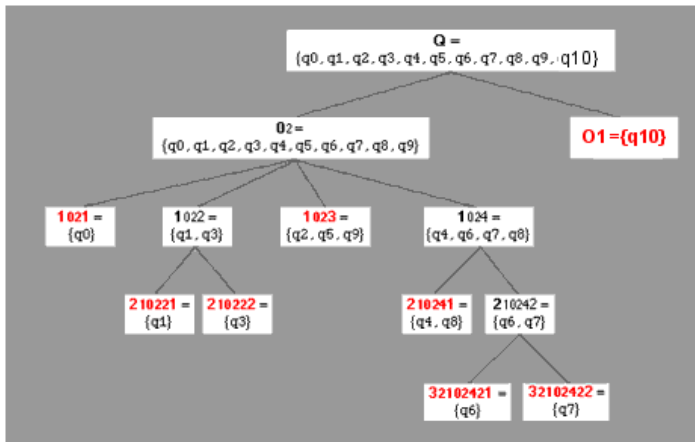 Q =
{q0, q1, q2, q3, q4, q5, q6, q7, q8, q9, q10}
02 =
{q0, q1, q2, q3, q4, q5, q6, q7, q8, q9}
O1 ={q10}
1021 =
{q0}
1022 =
{q1, q3}
1023 =
{q2, q5, q9}
1024 =
{q4, q6, q7, q8}
210221 =
{q1}
210222 =
{q3}
210241 =
{q4, q8}
210242 =
{q6, q7}
32102421 =
{q6}
32102422 =
{q7}